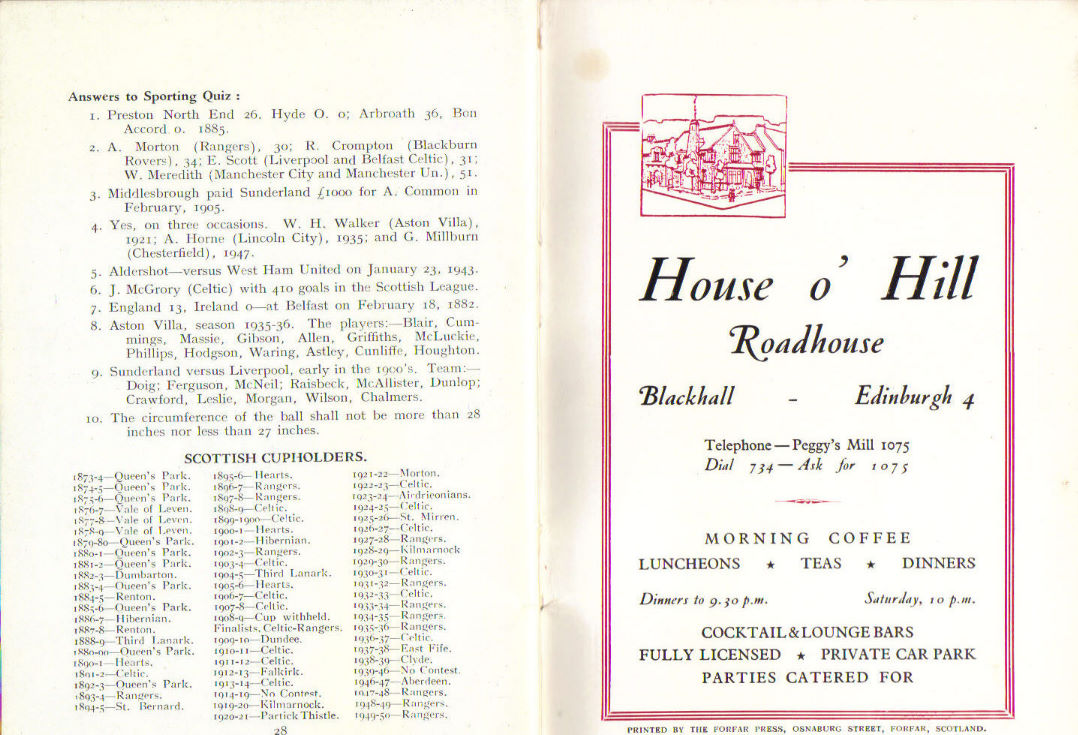 Answers to Sporting Quiz :
1. Preston North End 26, Hyde O. 0; Arbroath 36, Bon
Accord 0. 1885.
2. A. Morton (Rangers), 30; R. Crompton (Blackburn
Rovers), 34; E. Scott (Liverpool and Belfast Celtic), 31;
W. Meredith (Manchester City and Manchester Un.), 51.
3. Middlesbrough paid Sunderland £1000 for A. Common in
February, 1905.
4. Yes, on three occasions. W. H. Walker (Aston Villa),
1921; A. Horne (Lincoln City), 1935; and G. Millburn
(Chesterfield), 1947.
5. Aldershot—versus West Ham United on January 23, 1943.
6. J. McGrory (Celtic) with 410 goals in the Scottish League.
7. England 13, Ireland 0—at Belfast on February 18, 1882.
8. Aston Villa, season 1935-36. The players:—Blair, Cum-
mings, Massie, Gibson, Allen, Griffiths, McLuckie,
Phillips, Hodgson, Waring, Astley, Cunliffe, Houghton.
9. Sunderland versus Liverpool, early in the 1900's. Team:—
Doig; Ferguson, McNeil; Raisbeck, McAllister, Dunlop;
Crawford, Leslie, Morgan, Wilson, Chalmers.
10. The circumference of the ball shall not be more than 28
inches nor less than 27 inches.
SCOTTISH CUPHOLDERS.
1873-4—Queen's Park.
1874-5—Queen's Park.
1875-6—Queen's Park.
1876-7—Vale of Leven.
1877-8—Vale of Leven.
1878-9—Vale of Leven.
1879-80—Queen's Park.
1880-1—Queen's Park.
1881-2—Queen's Park.
1882-3—Dumbarton.
1883-4—Queen's Park.
1884-5—Renton.
1885-6—Queen's Park.
1886-7—Hibernian.
1887-8—Renton.
1888-9—Third Lanark.
1889-90—Queen's Park.
1890-1—Hearts.
1891-2—Celtic.
1892-3—Queen's Park.
1893-4—Rangers.
1894-5—St. Bernard.
1895-6—Hearts.
1896-7—Rangers.
1897-8—Rangers.
1898-9—Celtic.
1899-1900—Celtic.
1900-1—Hearts.
1901-2—Hibernian.
1902-3—Rangers.
1903-4—Celtic.
1904-5—Third Lanark.
1905-6—Hearts.
1906-7—Celtic.
1907-8—Celtic.
1908-9—Cup withheld.
Finalists, Celtic-Rangers.
1909-10—Dundee.
1910-11—Celtic.
1911-12—Celtic.
1912-13—Falkirk.
1913-14—Celtic.
1914-19—No Contest.
1919-20—Kilmarnock.
1920-21—Partick Thistle.
1921-22—Morton.
1922-23—Celtic.
1923-24—Airdrieonians.
1924-25—Celtic.
1925-26—St. Mirren.
1926-27—Celtic.
1927-28—Rangers.
1928-29—Kilmarnock
1929-30—Rangers.
1930-31—Celtic.
1931-32—Rangers.
1932-33—Celtic.
1933-34—Rangers.
1934-35—Rangers.
1935-36—Rangers.
1936-37—Celtic.
1937-38—East Fife.
1938-39—Clyde.
1939-46—No Contest.
1946-47—Aberdeen.
1947-48—Rangers.
1948-49—Rangers.
1949-50—Rangers.
28
House o' Hill
Roadhouse
Blackhall - Edinburgh 4
Telephone—Peggy's Mill 1075
Dial 734—Ask for 1075
MORNING COFFEE
LUNCHEONS ★ TEAS ★ DINNERS
Dinners to 9.30 p.m. Saturday, 10 p.m.
COCKTAIL & LOUNGE BARS
FULLY LICENSED ★ PRIVATE CAR PARK
PARTIES CATERED FOR
PRINTED BY THE FORFAR PRESS, OSNABURG STREET, FORFAR, SCOTLAND.